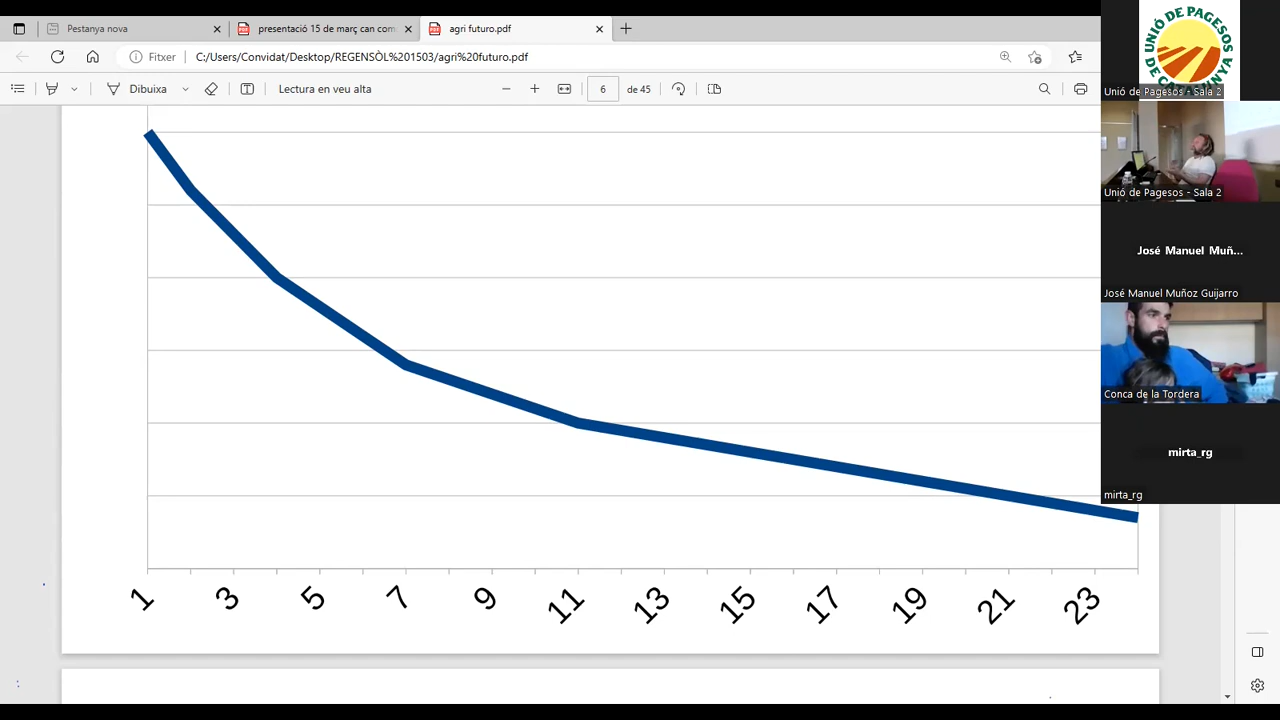 Pestanya nova
presentació 15 de març can com
agri futuro.pdf
Fitxer
C:/Users/Convidat/Desktop/REGENSÒL%201503/agri%20futuro.pdf
Dibuixa
Lectura en veu alta
6
de 45
1 3 5 7 9 11 13 15 17 19 21 23
UNIÓ DE PAGESOS
DE CATALUNYA
Unió de Pagesos - Sala 2
Unió de Pagesos - Sala 2
José Manuel Muñ...
José Manuel Muñoz Guijarro
Conca de la Tordera
mirta_rg
mirta_rg